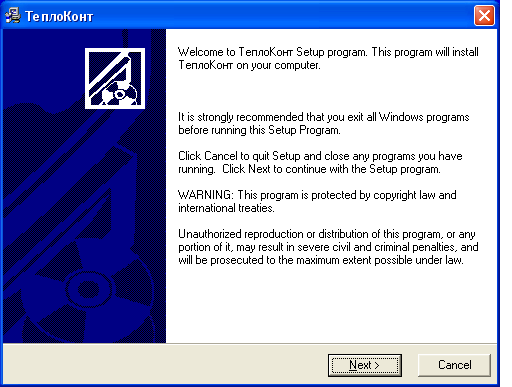 ТеплоКонт
Welcome to ТеплоКонт Setup program. This program will install
ТеплоКонт on your computer.
It is strongly recommended that you exit all Windows programs
before running this Setup Program.
Click Cancel to quit Setup and close any programs you have
running. Click Next to continue with the Setup program.
WARNING: This program is protected by copyright law and
international treaties.
Unauthorized reproduction or distribution of this program, or any
portion of it, may result in severe civil and criminal penalties, and
will be prosecuted to the maximum extent possible under law.
Next > Cancel